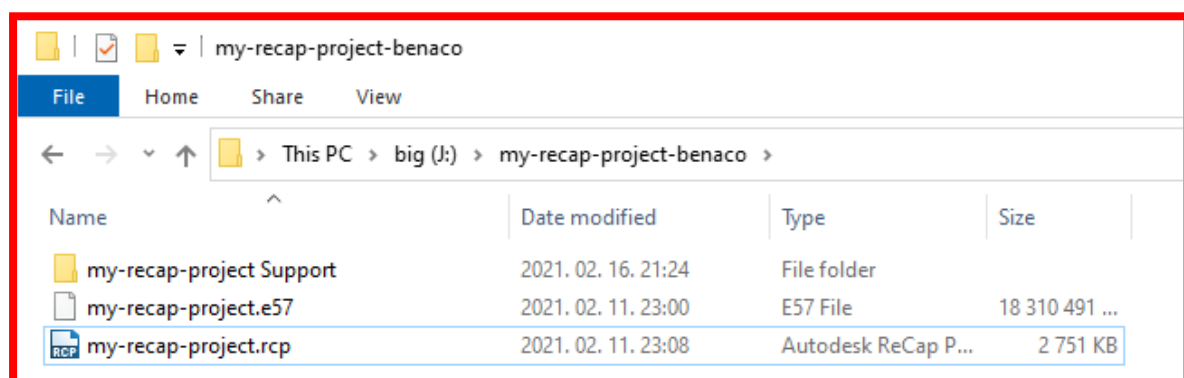 my-recap-project-benaco
File Home Share View
This PC > big (J:) > my-recap-project-benaco >
Name Date modified Type Size
my-recap-project Support 2021. 02. 16. 21:24 File folder
my-recap-project.e57 2021. 02. 11. 23:00 E57 File 18 310 491 ...
RCP my-recap-project.rcp 2021. 02. 11. 23:08 Autodesk ReCap P... 2 751 KB